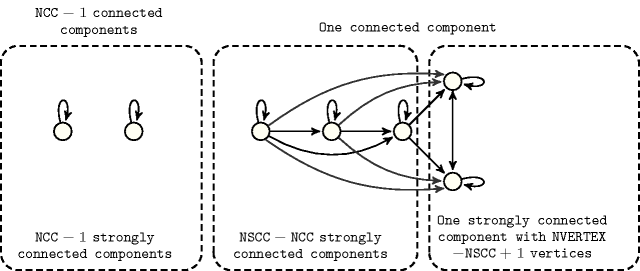 NCC − 1 connected
components
One connected component
NCC − 1 strongly
connected components
NSCC − NCC strongly
connected components
One strongly connected
component with NVERTEX
−NSCC + 1 vertices